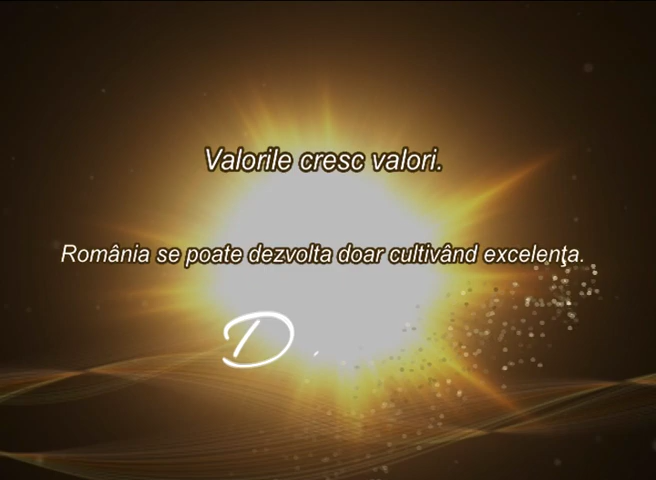 Valorile cresc valori.
România se poate dezvolta doar cultivând excelenţa.
D